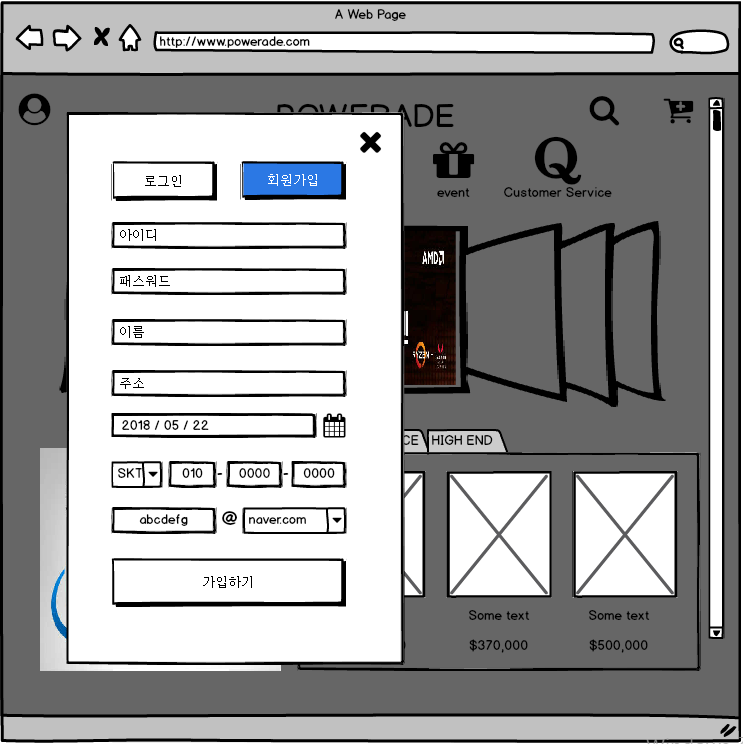 A Web Page
http://www.powerade.com
POWERADE
로그인
회원가입
event
Customer Service
아이디
패스워드
이름
주소
AMD
RYZEN
2018 / 05 / 22
HIGH END
SKT 010 - 0000 - 0000
abcdefg @ naver.com
가입하기
Some text
Some text
$370,000
$500,000